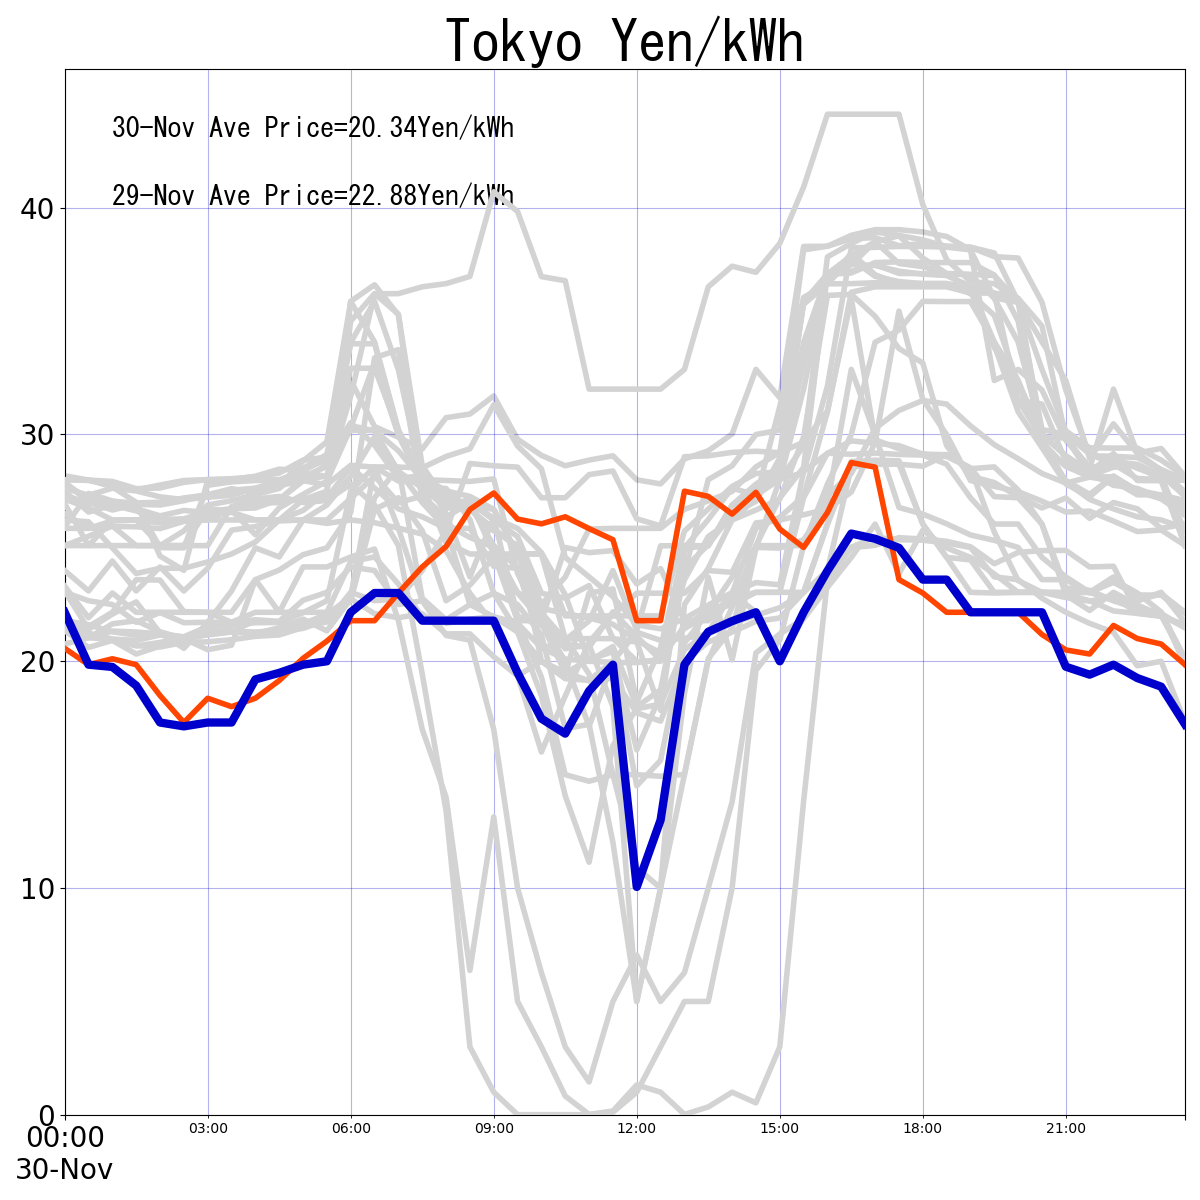 Tokyo Yen/kWh
30-Nov Ave Price=20.34Yen/kWh
29-Nov Ave Price=22.88Yen/kWh
40
30
20
10
0
00:00 03:00 06:00 09:00 12:00 15:00 18:00 21:00
30-Nov